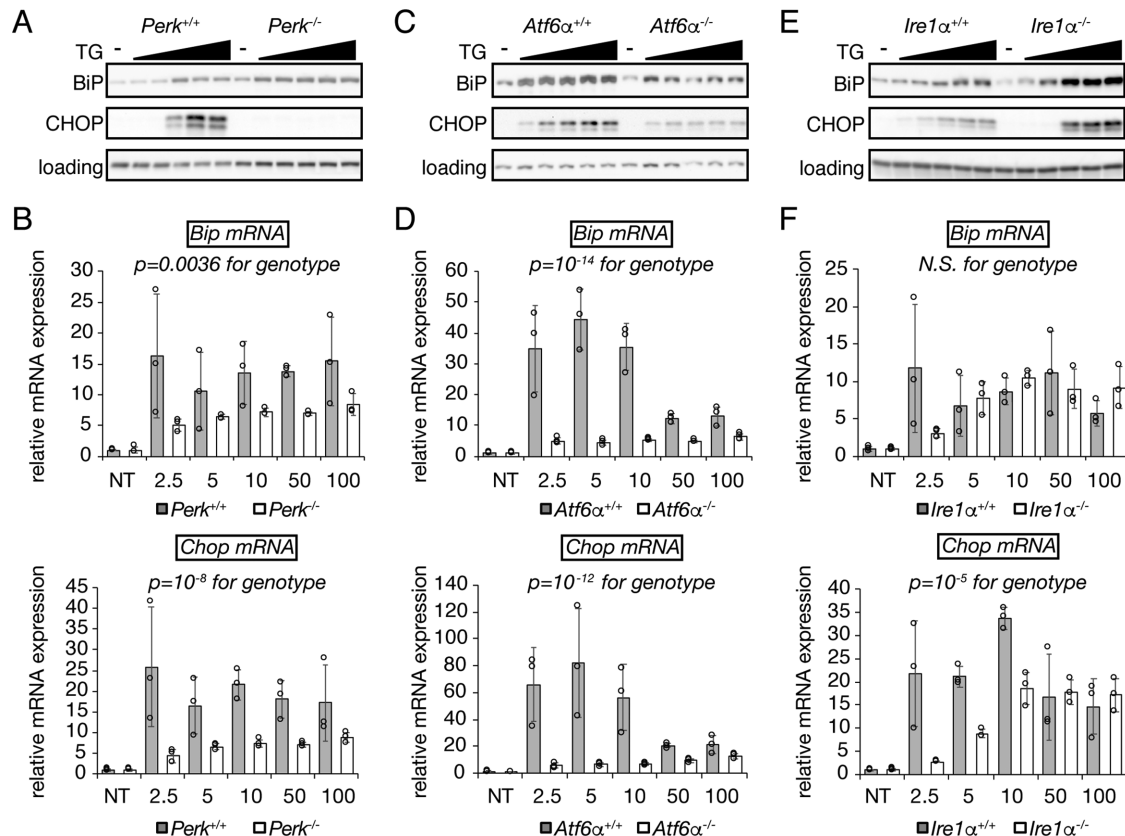 A
Perk+/+ Perk-/-
TG - -
BiP
CHOP
loading
B
Bip mRNA
p=0.0036 for genotype
relative mRNA expression
30
25
20
15
10
5
0
NT 2.5 5 10 50 100
Perk+/+ Perk-/-
Chop mRNA
p=10-8 for genotype
relative mRNA expression
45
40
35
30
25
20
15
10
5
0
NT 2.5 5 10 50 100
Perk+/+ Perk-/-
C
Atf6α+/+ Atf6α-/-
TG - -
BiP
CHOP
loading
D
Bip mRNA
p=10-14 for genotype
relative mRNA expression
60
50
40
30
20
10
0
NT 2.5 5 10 50 100
Atf6α+/+ Atf6α-/-
Chop mRNA
p=10-12 for genotype
relative mRNA expression
140
120
100
80
60
40
20
0
NT 2.5 5 10 50 100
Atf6α+/+ Atf6α-/-
E
Ire1α+/+ Ire1α-/-
TG - -
BiP
CHOP
loading
F
Bip mRNA
N.S. for genotype
relative mRNA expression
30
25
20
15
10
5
0
NT 2.5 5 10 50 100
Ire1α+/+ Ire1α-/-
Chop mRNA
p=10-5 for genotype
relative mRNA expression
40
35
30
25
20
15
10
5
0
NT 2.5 5 10 50 100
Ire1α+/+ Ire1α-/-